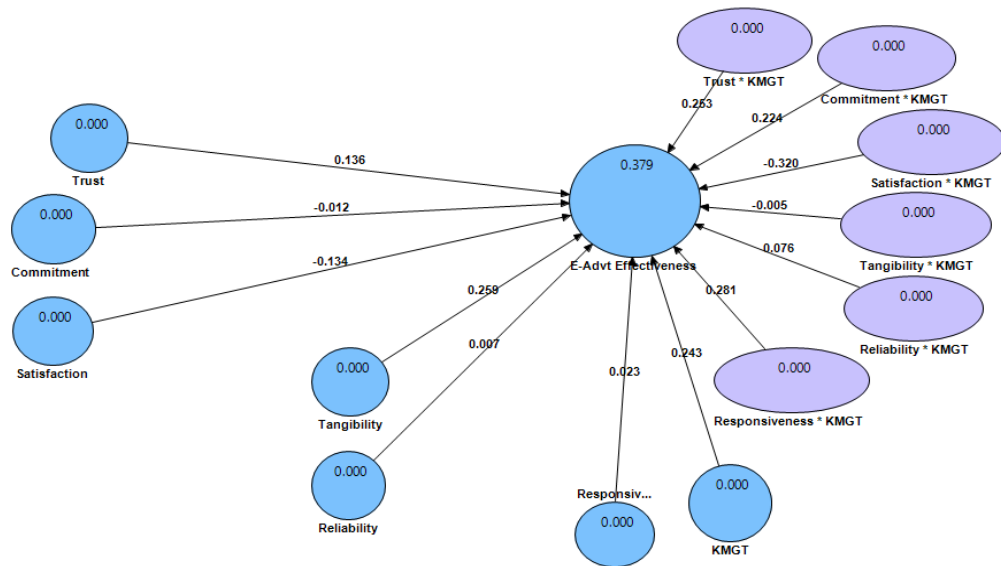 0.000
Trust * KMGT
0.000
Commitment * KMGT
0.253
0.224
0.000
Trust
0.136
0.379
E-Advt Effectiveness
-0.320
0.000
Satisfaction * KMGT
0.000
Commitment
-0.012
-0.005
0.000
Tangibility * KMGT
-0.134
0.000
Satisfaction
0.076
0.000
Reliability * KMGT
0.259
0.281
0.007
0.243
0.023
0.000
Tangibility
0.000
Responsiveness * KMGT
0.000
Reliability
Responsiv...
0.000
0.000
KMGT